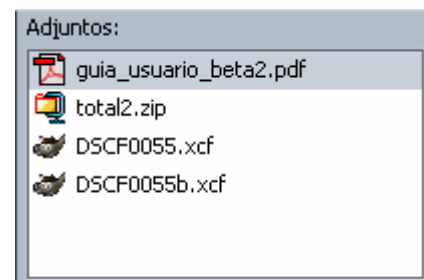 Adjuntos:
guia_usuario_beta2.pdf
total2.zip
DSCF0055.xcf
DSCF0055b.xcf